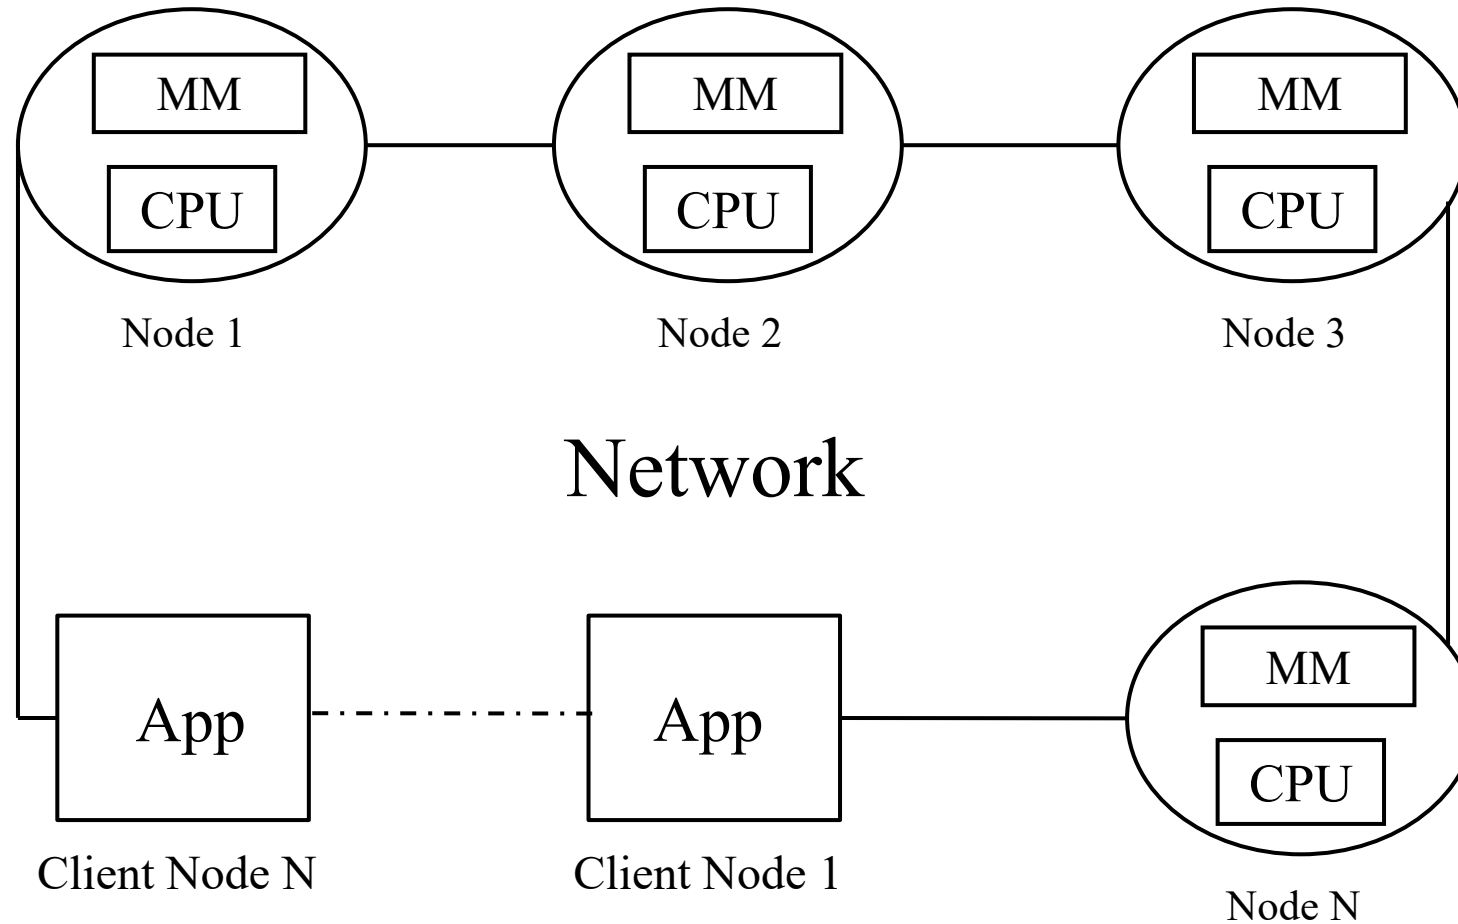 MM
CPU
Node 1
MM
CPU
Node 2
MM
CPU
Node 3
Network
App
Client Node N
App
Client Node 1
MM
CPU
Node N